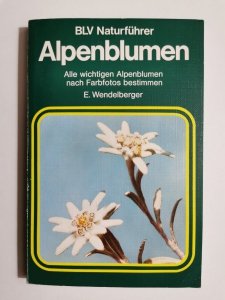 BLV Naturführer
Alpenblumen
Alle wichtigen Alpenblumen
nach Farbfotos bestimmen
E. Wendelberger